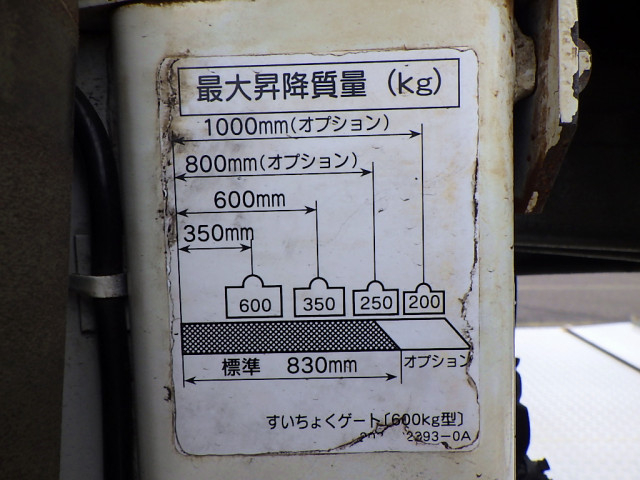 最大昇降質量 (kg)
1000mm(オプション)
800mm(オプション)
600mm
350mm
600 350 250 200
標準 830mm オプション
すいちょくゲート〔600kg型〕
2393-0A